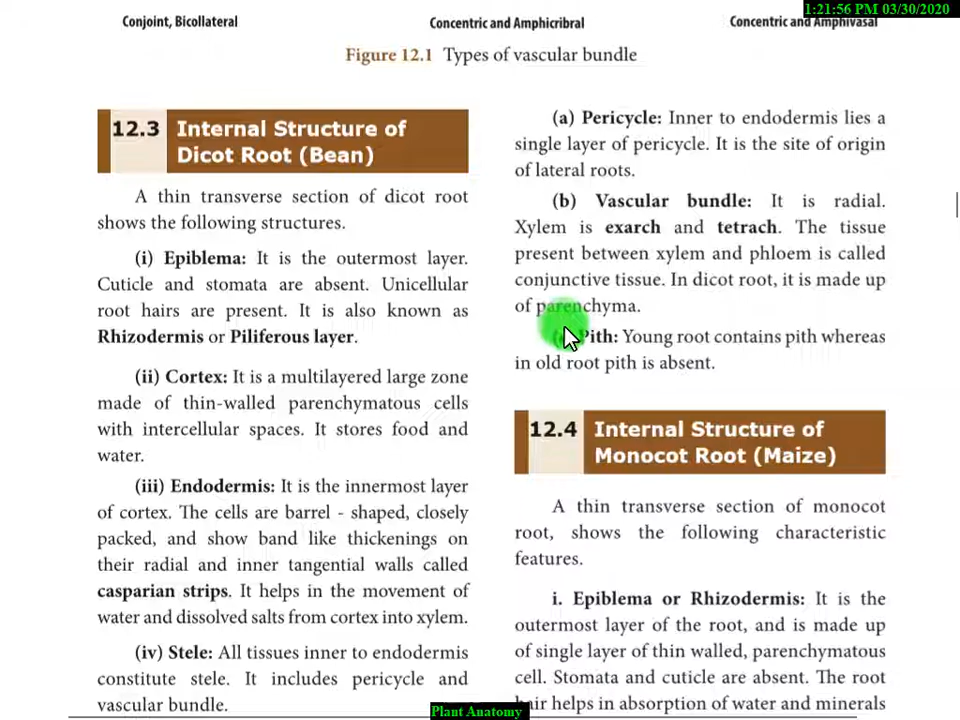 1:21:56 PM 03/30/2020
Conjoint, Bicollateral
Concentric and Amphicribral
Concentric and Amphivasal
Figure 12.1 Types of vascular bundle
12.3 Internal Structure of
Dicot Root (Bean)
A thin transverse section of dicot root
shows the following structures.
(i) Epiblema: It is the outermost layer.
Cuticle and stomata are absent. Unicellular
root hairs are present. It is also known as
Rhizodermis or Piliferous layer.
(ii) Cortex: It is a multilayered large zone
made of thin-walled parenchymatous cells
with intercellular spaces. It stores food and
water.
(iii) Endodermis: It is the innermost layer
of cortex. The cells are barrel - shaped, closely
packed, and show band like thickenings on
their radial and inner tangential walls called
casparian strips. It helps in the movement of
water and dissolved salts from cortex into xylem.
(iv) Stele: All tissues inner to endodermis
constitute stele. It includes pericycle and
vascular bundle.
(a) Pericycle: Inner to endodermis lies a
single layer of pericycle. It is the site of origin
of lateral roots.
(b) Vascular bundle: It is radial.
Xylem is exarch and tetrach. The tissue
present between xylem and phloem is called
conjunctive tissue. In dicot root, it is made up
of parenchyma.
Pith: Young root contains pith whereas
in old root pith is absent.
12.4 Internal Structure of
Monocot Root (Maize)
A thin transverse section of monocot
root, shows the following characteristic
features.
i. Epiblema or Rhizodermis: It is the
outermost layer of the root, and is made up
of single layer of thin walled, parenchymatous
cell. Stomata and cuticle are absent. The root
hair helps in absorption of water and minerals
Plant Anatomy